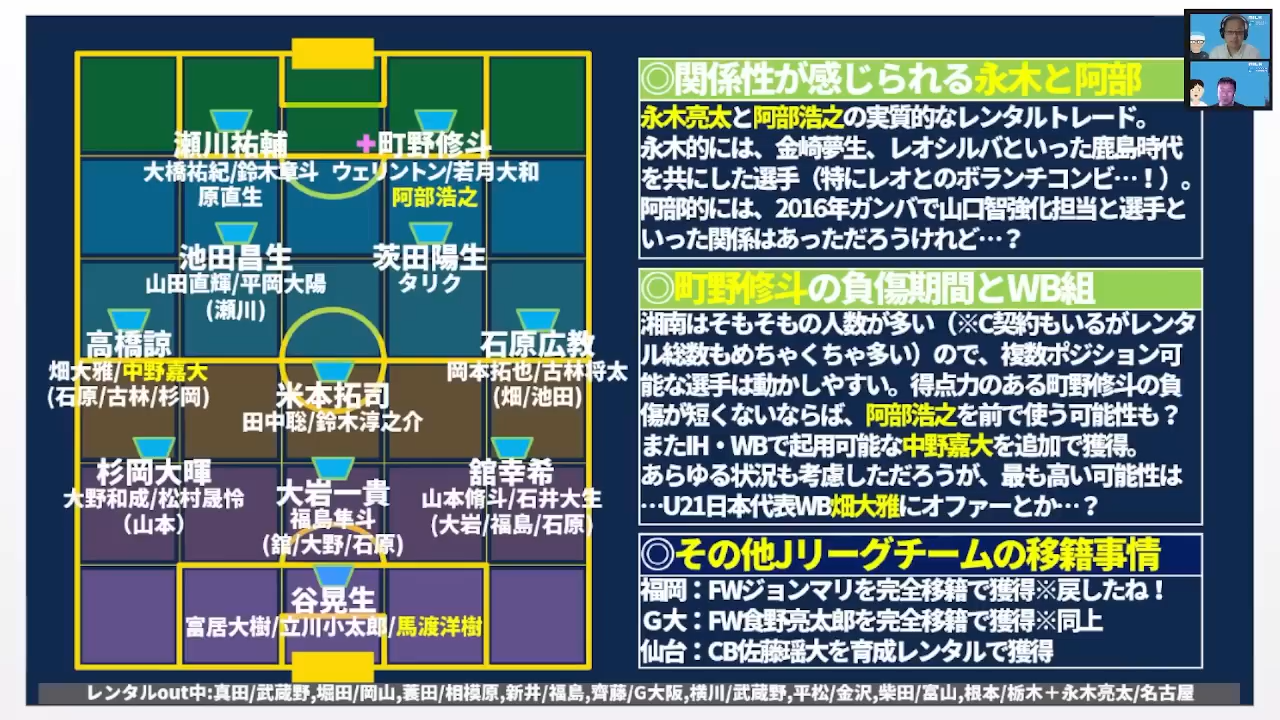 瀬川祐輔
大橋祐紀/鈴木章斗
原直生
+町野修斗
ウェリントン/若月大和
阿部浩之
池田昌生
山田直輝/平岡大陽
(瀬川)
茨田陽生
タリク
高橋諒
畑大雅/中野嘉大
(石原/古林/杉岡)
石原広教
岡本拓也/古林将太
(畑/池田)
米本拓司
田中聡/鈴木淳之介
杉岡大暉
大野和成/松村晟怜
（山本）
大岩一貴
福島隼斗
(舘/大野/石原)
舘幸希
山本脩斗/石井大生
(大岩/福島/石原)
谷晃生
富居大樹/立川小太郎/馬渡洋樹
◎関係性が感じられる永木と阿部
永木亮太と阿部浩之の実質的なレンタルトレード。
永木的には、金崎夢生、レオシルバといった鹿島時代
を共にした選手（特にレオとのボランチコンビ…！）。
阿部的には、2016年ガンバで山口智強化担当と選手と
いった関係はあっただろうけれど…？
◎町野修斗の負傷期間とWB組
湘南はそもそもの人数が多い（※C契約もいるがレンタ
ル総数もめちゃくちゃ多い）ので、複数ポジション可
能な選手は動かしやすい。得点力のある町野修斗の負
傷が短くないならば、阿部浩之を前で使う可能性も？
またIH・WBで起用可能な中野嘉大を追加で獲得。
あらゆる状況も考慮しただろうが、最も高い可能性は
…U21日本代表WB畑大雅にオファーとか…？
◎その他Jリーグチームの移籍事情
福岡：FWジョンマリを完全移籍で獲得※戻したね！
Ｇ大：FW食野亮太郎を完全移籍で獲得※同上
仙台：CB佐藤瑶大を育成レンタルで獲得
レンタルout中:真田/武蔵野,堀田/岡山,蓑田/相模原,新井/福島,齊藤/G大阪,横川/武蔵野,平松/金沢,柴田/富山,根本/栃木＋永木亮太/名古屋